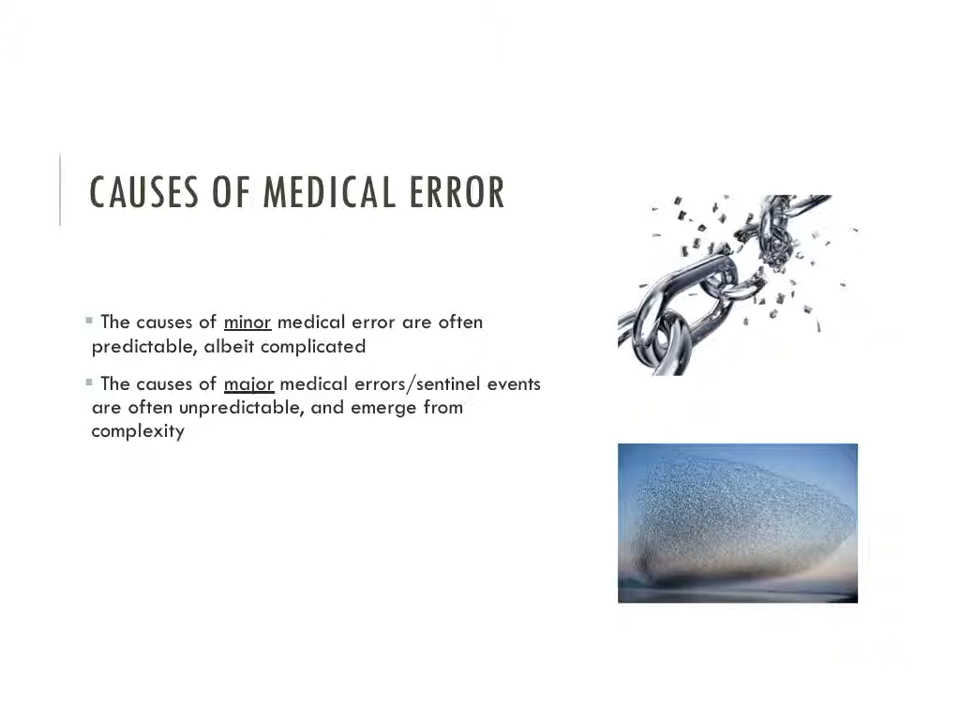 CAUSES OF MEDICAL ERROR
The causes of minor medical error are often
predictable, albeit complicated
The causes of major medical errors/sentinel events
are often unpredictable, and emerge from
complexity